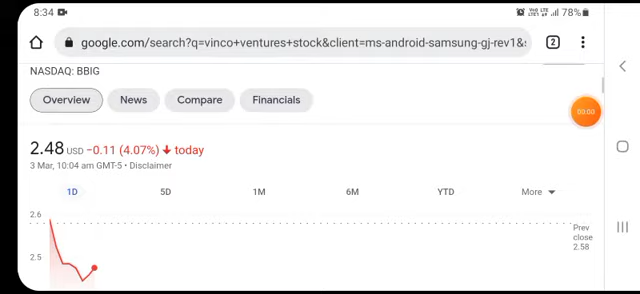 8:34 78%
google.com/search?q=vinco+ventures+stock&client=ms-android-samsung-gj-rev1& 2
NASDAQ: BBIG
Overview News Compare Financials
00:00
2.48 USD −0.11 (4.07%) today
3 Mar, 10:04 am GMT-5 • Disclaimer
1D 5D 1M 6M YTD More
2.6
Prev
close
2.58
2.5